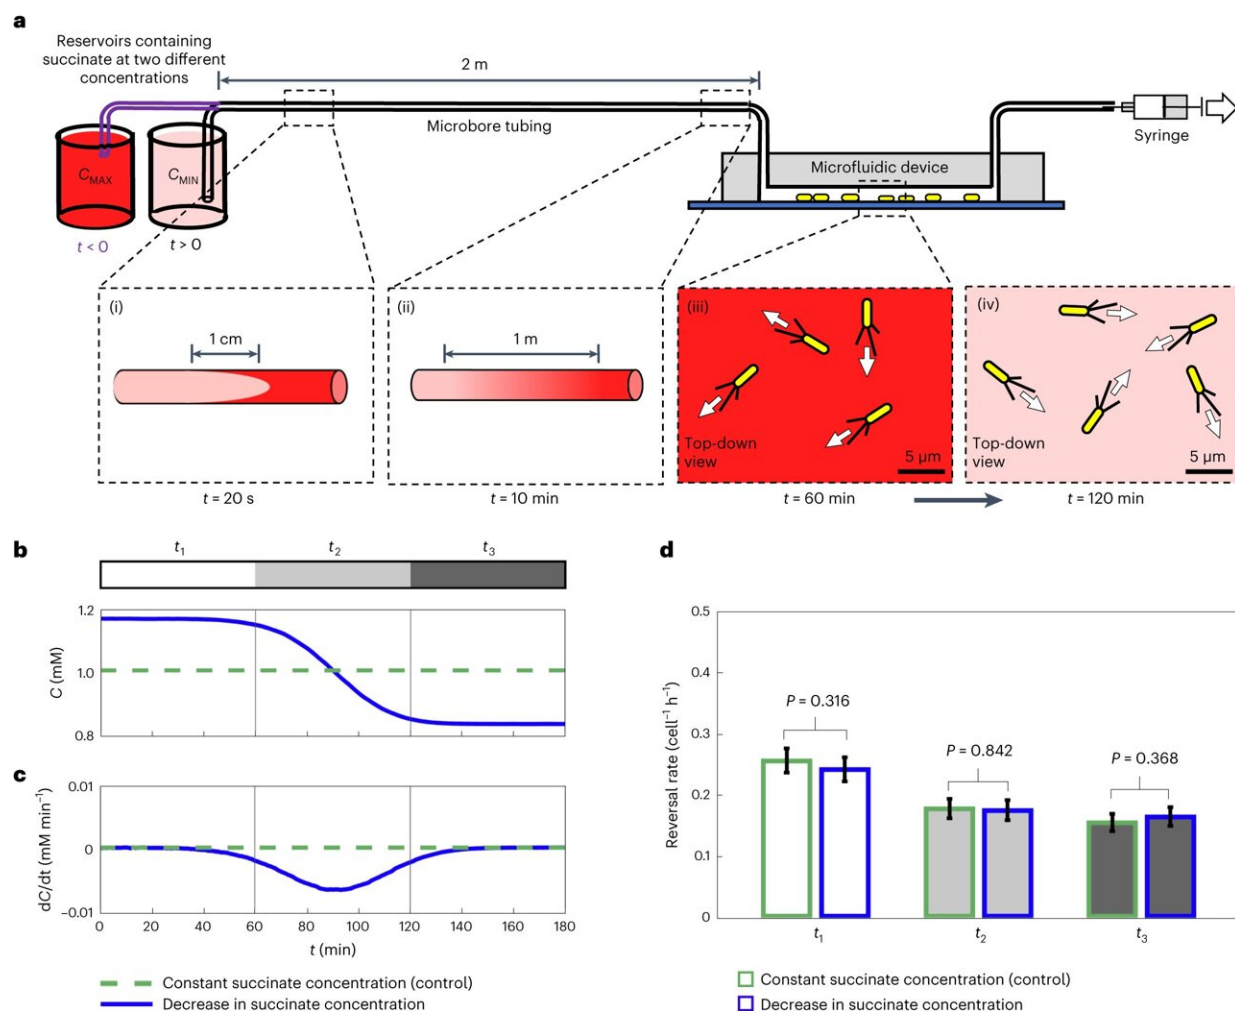 a
Reservoirs containing
succinate at two different
concentrations
2 m
Microbore tubing
Syringe
Microfluidic device
C_MAX
C_MIN
t < 0
t > 0
(i)
1 cm
(ii)
1 m
(iii)
Top-down
view
5 µm
(iv)
Top-down
view
5 µm
t = 20 s
t = 10 min
t = 60 min
t = 120 min
b
t₁
t₂
t₃
1.2
1.0
0.8
C (mM)
c
0.01
0
–0.01
dC/dt (mM min⁻¹)
0
20
40
60
80
100
120
140
160
180
t (min)
Constant succinate concentration (control)
Decrease in succinate concentration
d
0.5
0.4
0.3
0.2
0.1
0
Reversal rate (cell⁻¹ h⁻¹)
P = 0.316
P = 0.842
P = 0.368
t₁
t₂
t₃
Constant succinate concentration (control)
Decrease in succinate concentration